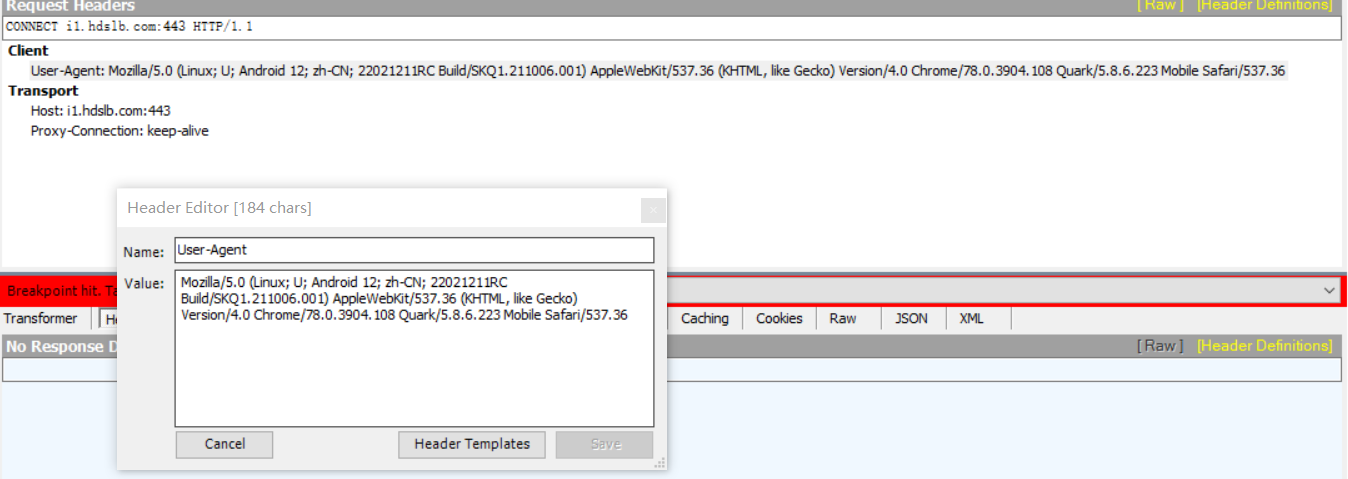 Request Headers [ Raw ] [Header Definitions]
CONNECT i1.hdslb.com:443 HTTP/1.1
Client
User-Agent: Mozilla/5.0 (Linux; U; Android 12; zh-CN; 22021211RC Build/SKQ1.211006.001) AppleWebKit/537.36 (KHTML, like Gecko) Version/4.0 Chrome/78.0.3904.108 Quark/5.8.6.223 Mobile Safari/537.36
Transport
Host: i1.hdslb.com:443
Proxy-Connection: keep-alive
Header Editor [184 chars]
Name: User-Agent
Value: Mozilla/5.0 (Linux; U; Android 12; zh-CN; 22021211RC
Build/SKQ1.211006.001) AppleWebKit/537.36 (KHTML, like Gecko)
Version/4.0 Chrome/78.0.3904.108 Quark/5.8.6.223 Mobile Safari/537.36
Cancel Header Templates Save
Breakpoint hit.
Transformer Caching Cookies Raw JSON XML
No Response [ Raw ] [Header Definitions]